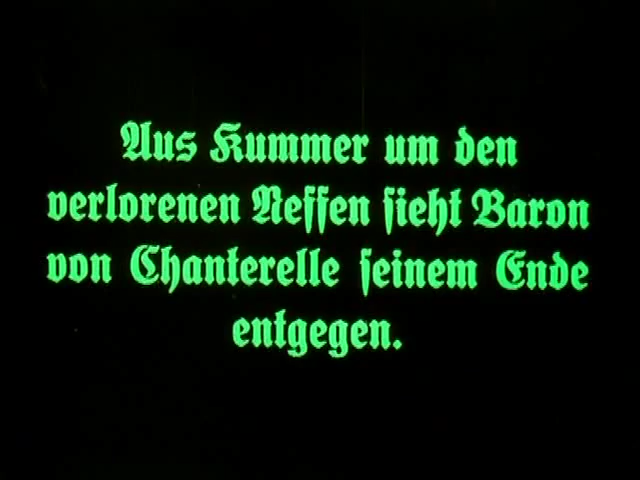 Aus Kummer um den
verlorenen Neffen sieht Baron
von Chanterelle seinem Ende
entgegen.